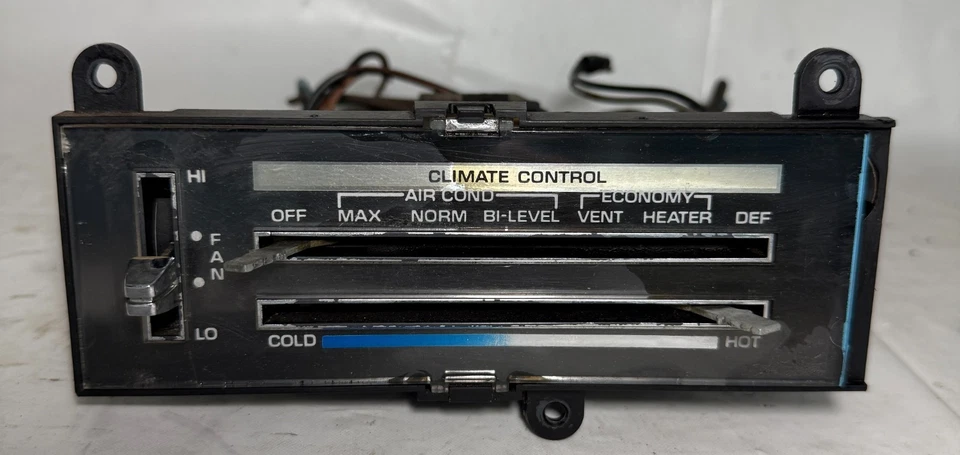 HI
FAN
LO
CLIMATE CONTROL
AIR COND ECONOMY
OFF MAX NORM BI-LEVEL VENT HEATER DEF
COLD HOT